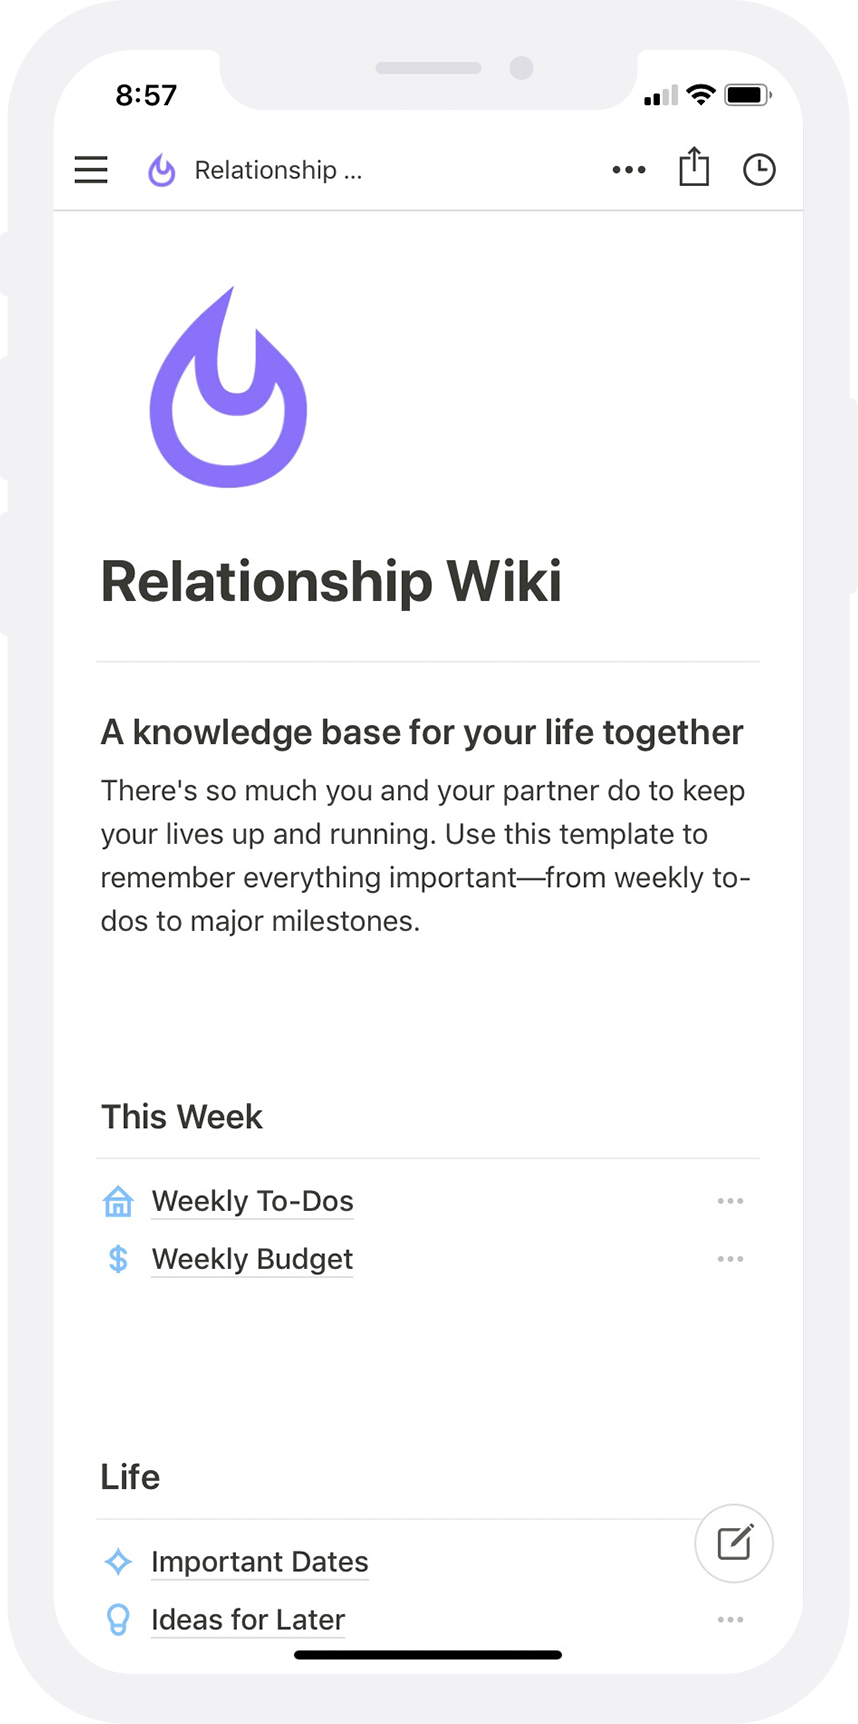 8:57
Relationship ...
Relationship Wiki
A knowledge base for your life together
There's so much you and your partner do to keep
your lives up and running. Use this template to
remember everything important—from weekly to-
dos to major milestones.
This Week
Weekly To-Dos
$ Weekly Budget
Life
Important Dates
Ideas for Later